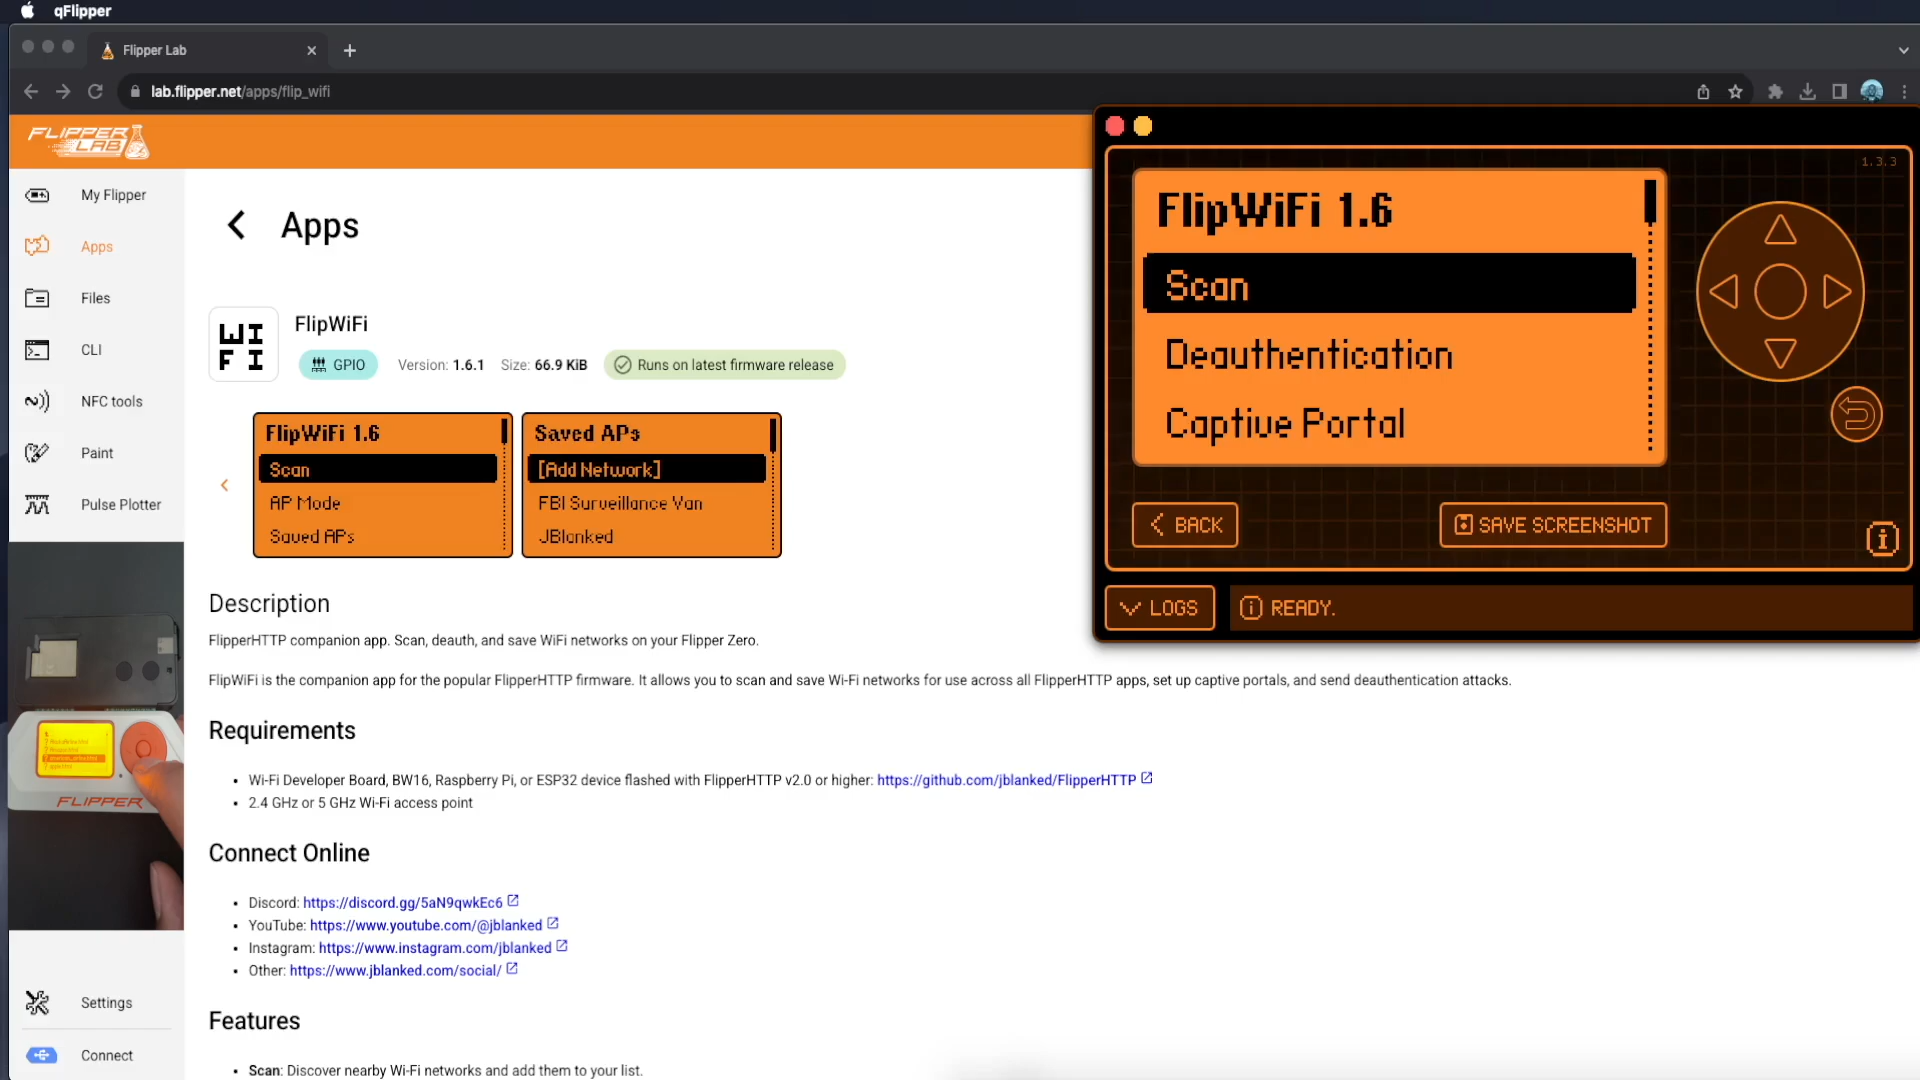 qFlipper
Flipper Lab
lab.flipper.net/apps/flip_wifi
FLIPPER
LAB
My Flipper
Apps
Files
CLI
NFC tools
Paint
Pulse Plotter
FLIPPER
Settings
Connect
Apps
WI
FI
FlipWiFi
GPIO
Version: 1.6.1
Size: 66.9 KiB
Runs on latest firmware release
FlipWiFi 1.6
Scan
AP Mode
Saved APs
Saved APs
[Add Network]
FBI Surveillance Van
JBlanked
Description
FlipperHTTP companion app. Scan, deauth, and save WiFi networks on your Flipper Zero.
FlipWiFi is the companion app for the popular FlipperHTTP firmware. It allows you to scan and save Wi-Fi networks for use across all FlipperHTTP apps, set up captive portals, and send deauthentication attacks.
Requirements
• Wi-Fi Developer Board, BW16, Raspberry Pi, or ESP32 device flashed with FlipperHTTP v2.0 or higher: https://github.com/jblanked/FlipperHTTP
• 2.4 GHz or 5 GHz Wi-Fi access point
Connect Online
• Discord: https://discord.gg/5aN9qwkEc6
• YouTube: https://www.youtube.com/@jblanked
• Instagram: https://www.instagram.com/jblanked
• Other: https://www.jblanked.com/social/
Features
• Scan: Discover nearby Wi-Fi networks and add them to your list.
1.3.3
FlipWiFi 1.6
Scan
Deauthentication
Captive Portal
BACK
SAVE SCREENSHOT
LOGS
READY.